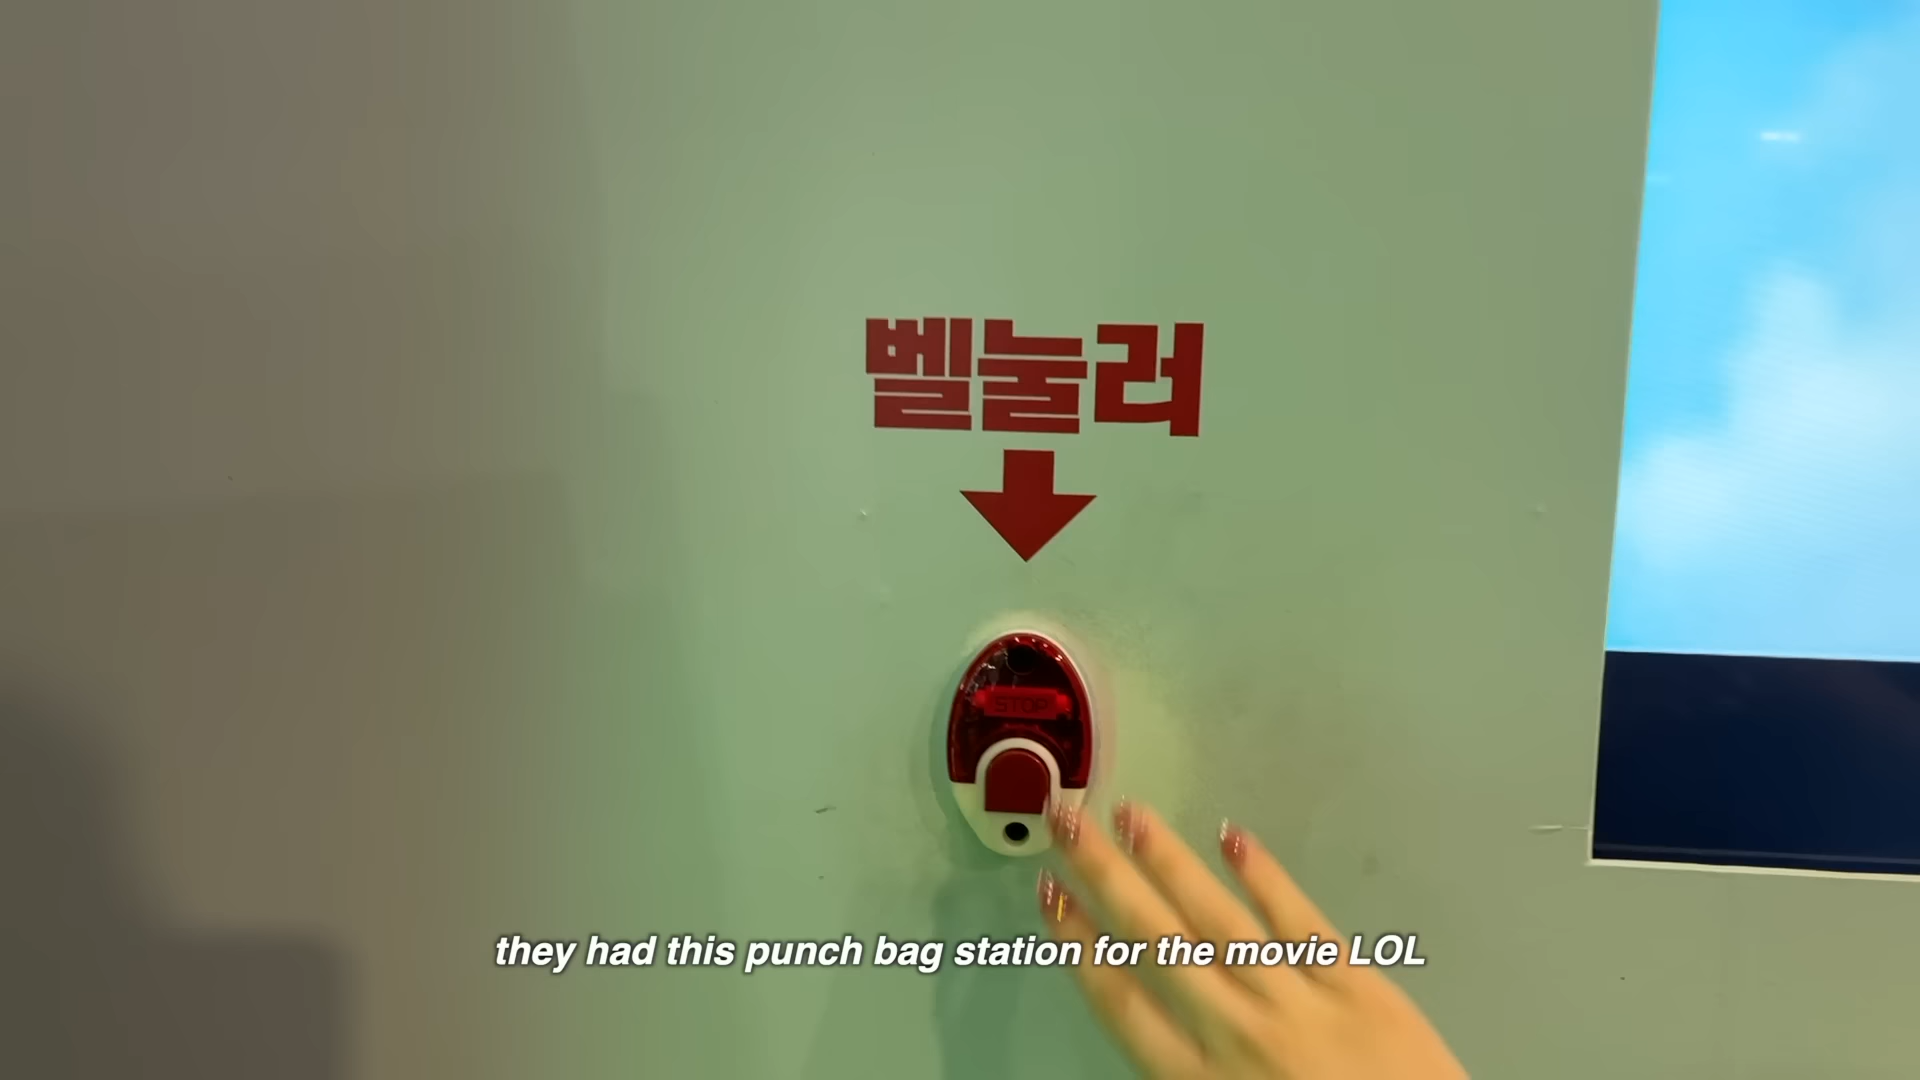 벨눌러
STOP
they had this punch bag station for the movie LOL